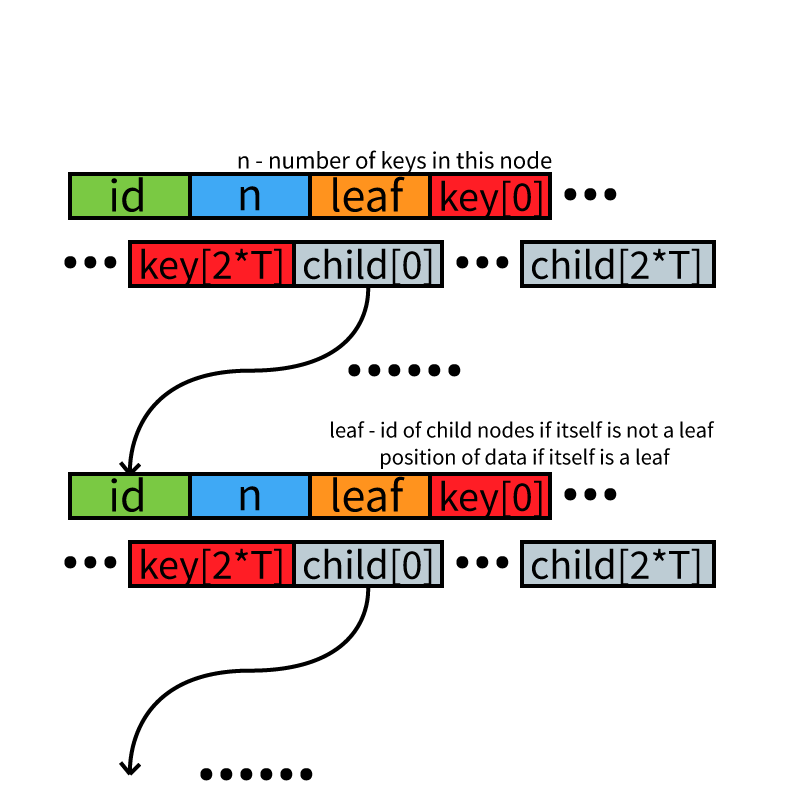 n - number of keys in this node
id n leaf key[0] •••
••• key[2*T] child[0] ••• child[2*T]
••••••
leaf - id of child nodes if itself is not a leaf
position of data if itself is a leaf
id n leaf key[0] •••
••• key[2*T] child[0] ••• child[2*T]
••••••